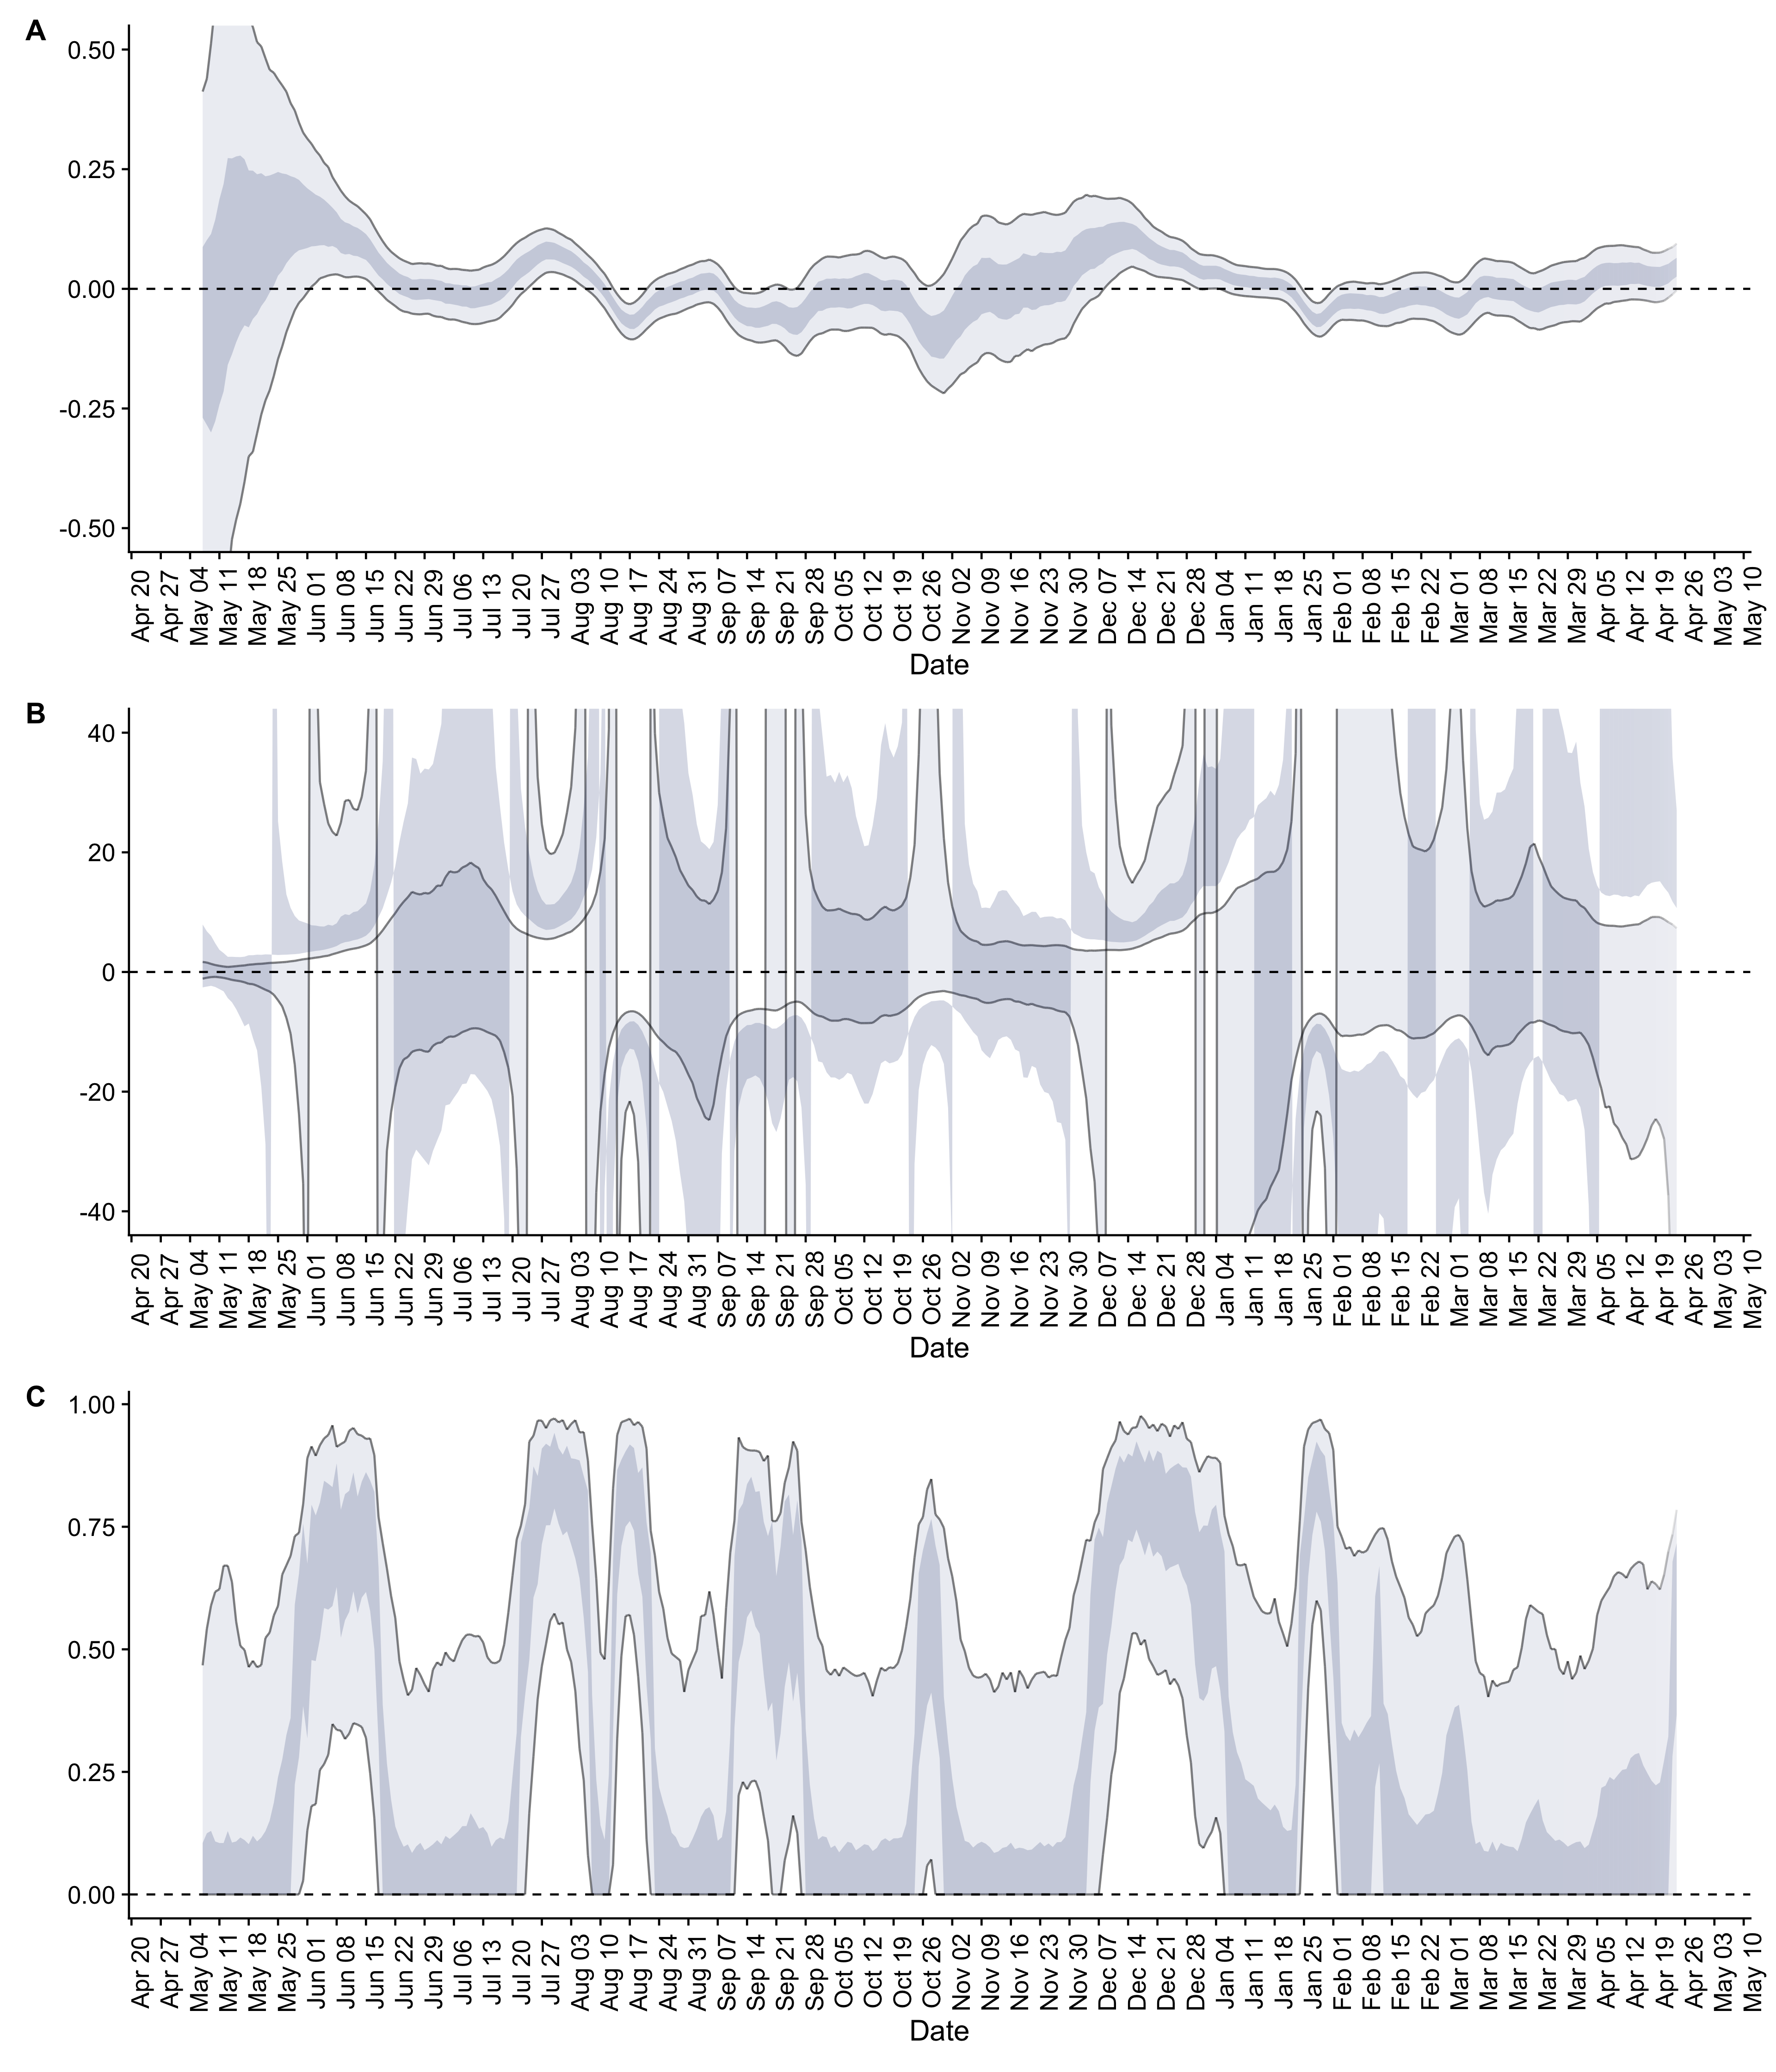 A
0.50
0.25
0.00
-0.25
-0.50
Apr 20 Apr 27 May 04 May 11 May 18 May 25 Jun 01 Jun 08 Jun 15 Jun 22 Jun 29 Jul 06 Jul 13 Jul 20 Jul 27 Aug 03 Aug 10 Aug 17 Aug 24 Aug 31 Sep 07 Sep 14 Sep 21 Sep 28 Oct 05 Oct 12 Oct 19 Oct 26 Nov 02 Nov 09 Nov 16 Nov 23 Nov 30 Dec 07 Dec 14 Dec 21 Dec 28 Jan 04 Jan 11 Jan 18 Jan 25 Feb 01 Feb 08 Feb 15 Feb 22 Mar 01 Mar 08 Mar 15 Mar 22 Mar 29 Apr 05 Apr 12 Apr 19 Apr 26 May 03 May 10
Date
B
40
20
0
-20
-40
Apr 20 Apr 27 May 04 May 11 May 18 May 25 Jun 01 Jun 08 Jun 15 Jun 22 Jun 29 Jul 06 Jul 13 Jul 20 Jul 27 Aug 03 Aug 10 Aug 17 Aug 24 Aug 31 Sep 07 Sep 14 Sep 21 Sep 28 Oct 05 Oct 12 Oct 19 Oct 26 Nov 02 Nov 09 Nov 16 Nov 23 Nov 30 Dec 07 Dec 14 Dec 21 Dec 28 Jan 04 Jan 11 Jan 18 Jan 25 Feb 01 Feb 08 Feb 15 Feb 22 Mar 01 Mar 08 Mar 15 Mar 22 Mar 29 Apr 05 Apr 12 Apr 19 Apr 26 May 03 May 10
Date
C
1.00
0.75
0.50
0.25
0.00
Apr 20 Apr 27 May 04 May 11 May 18 May 25 Jun 01 Jun 08 Jun 15 Jun 22 Jun 29 Jul 06 Jul 13 Jul 20 Jul 27 Aug 03 Aug 10 Aug 17 Aug 24 Aug 31 Sep 07 Sep 14 Sep 21 Sep 28 Oct 05 Oct 12 Oct 19 Oct 26 Nov 02 Nov 09 Nov 16 Nov 23 Nov 30 Dec 07 Dec 14 Dec 21 Dec 28 Jan 04 Jan 11 Jan 18 Jan 25 Feb 01 Feb 08 Feb 15 Feb 22 Mar 01 Mar 08 Mar 15 Mar 22 Mar 29 Apr 05 Apr 12 Apr 19 Apr 26 May 03 May 10
Date